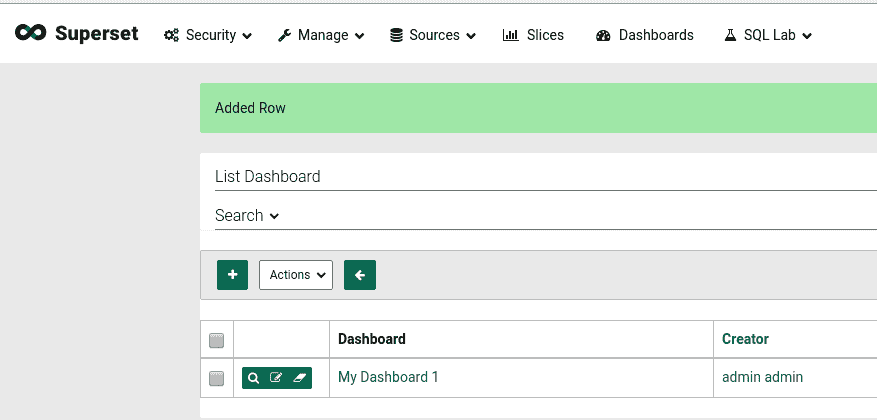 Superset Security Manage Sources Slices Dashboards SQL Lab
Added Row
List Dashboard
Search
Actions
Dashboard Creator
My Dashboard 1 admin admin